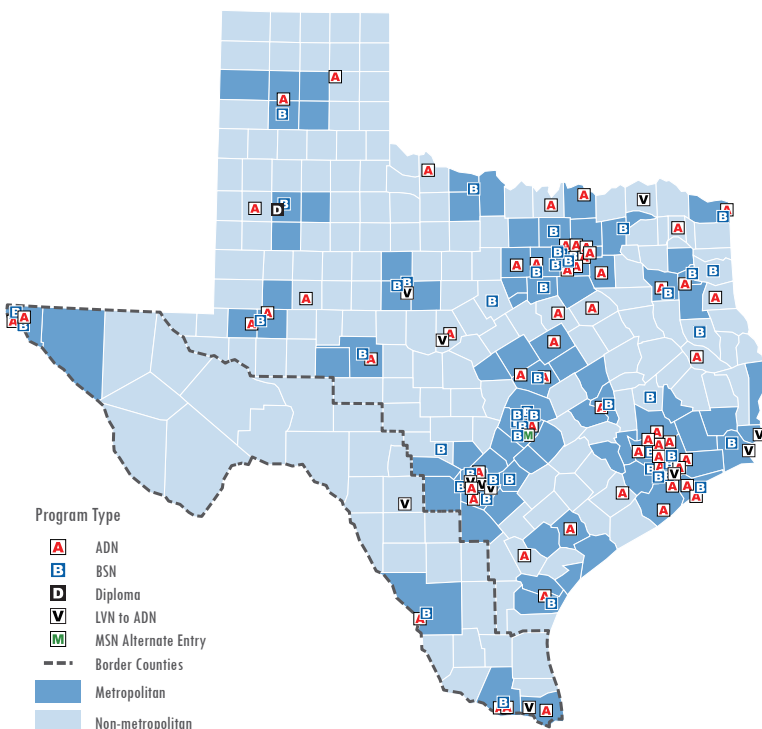 Program Type
A ADN
B BSN
D Diploma
V LVN to ADN
M MSN Alternate Entry
Border Counties
Metropolitan
Non-metropolitan